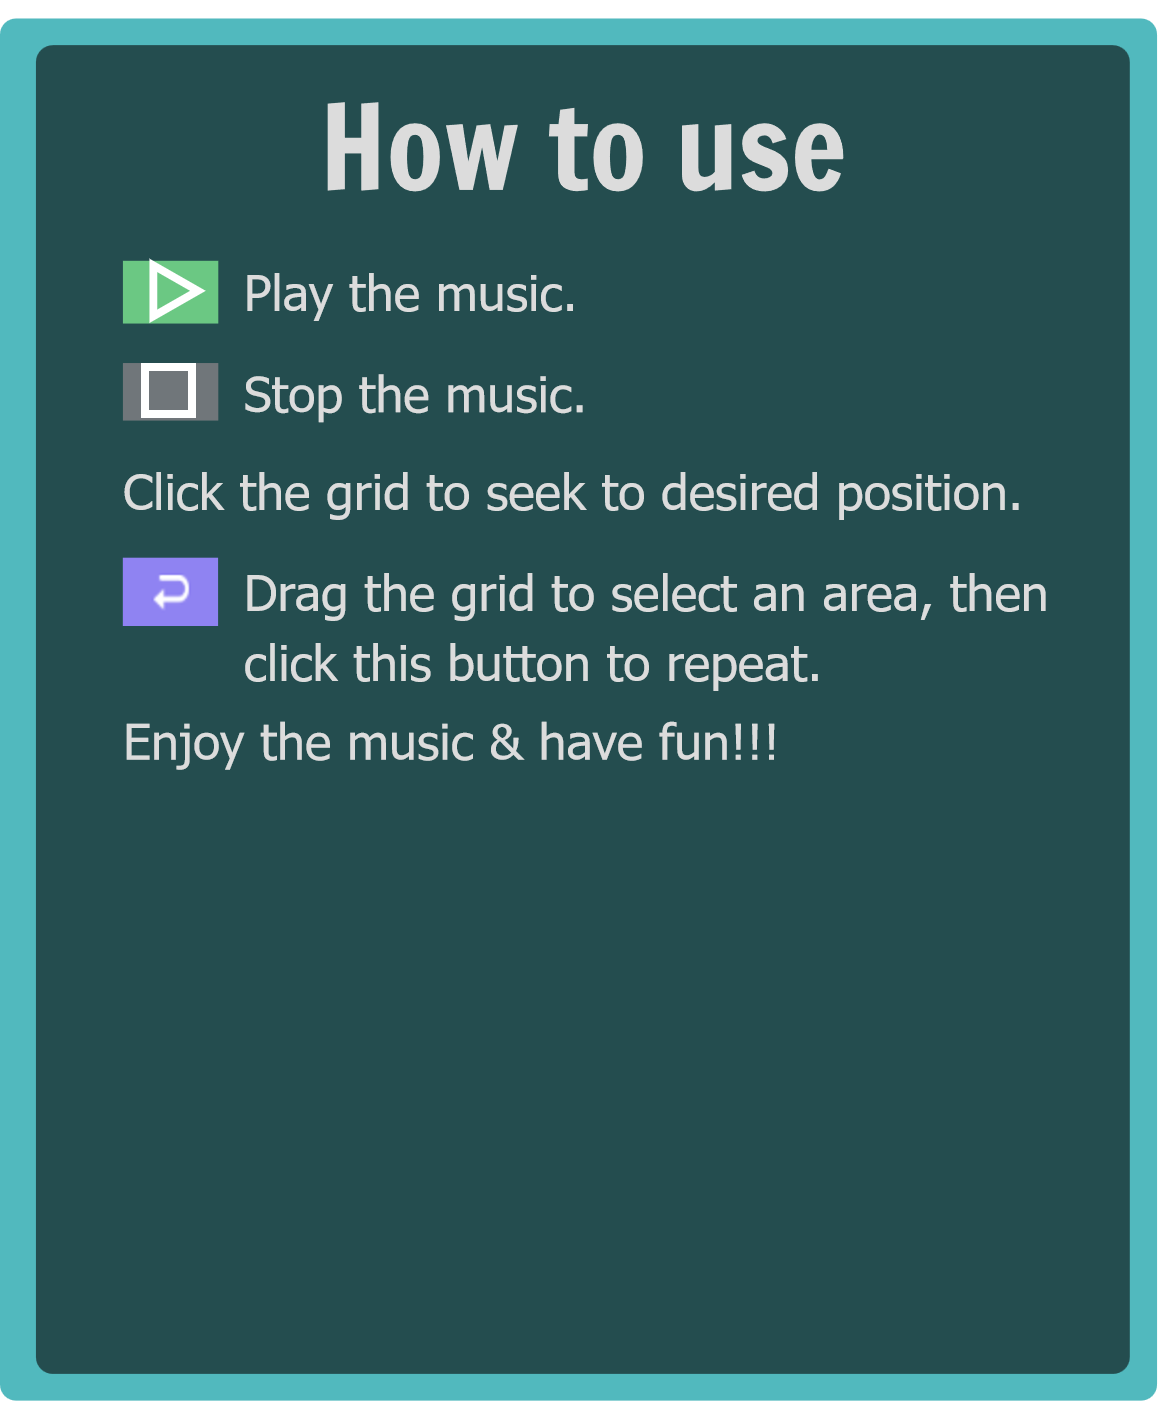 How to use
Play the music.
Stop the music.
Click the grid to seek to desired position.
Drag the grid to select an area, then
click this button to repeat.
Enjoy the music & have fun!!!